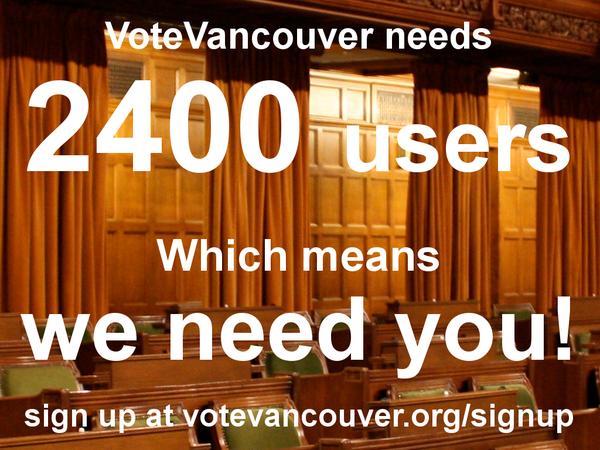 VoteVancouver needs
2400 users
Which means
we need you!
sign up at votevancouver.org/signup